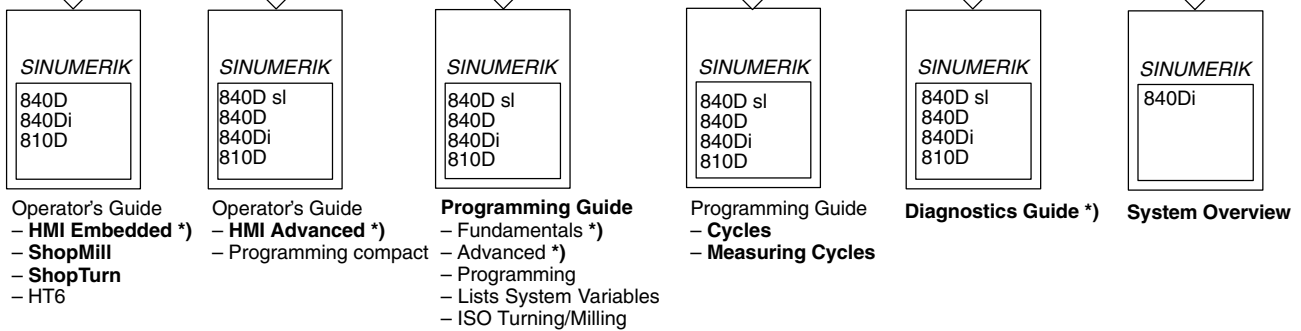 SINUMERIK
840D
840Di
810D
Operator's Guide
– HMI Embedded *)
– ShopMill
– ShopTurn
– HT6
SINUMERIK
840D sl
840D
840Di
810D
Operator's Guide
– HMI Advanced *)
– Programming compact
SINUMERIK
840D sl
840D
840Di
810D
Programming Guide
– Fundamentals *)
– Advanced *)
– Programming
– Lists System Variables
– ISO Turning/Milling
SINUMERIK
840D sl
840D
840Di
810D
Programming Guide
– Cycles
– Measuring Cycles
SINUMERIK
840D sl
840D
840Di
810D
Diagnostics Guide *)
SINUMERIK
840Di
System Overview